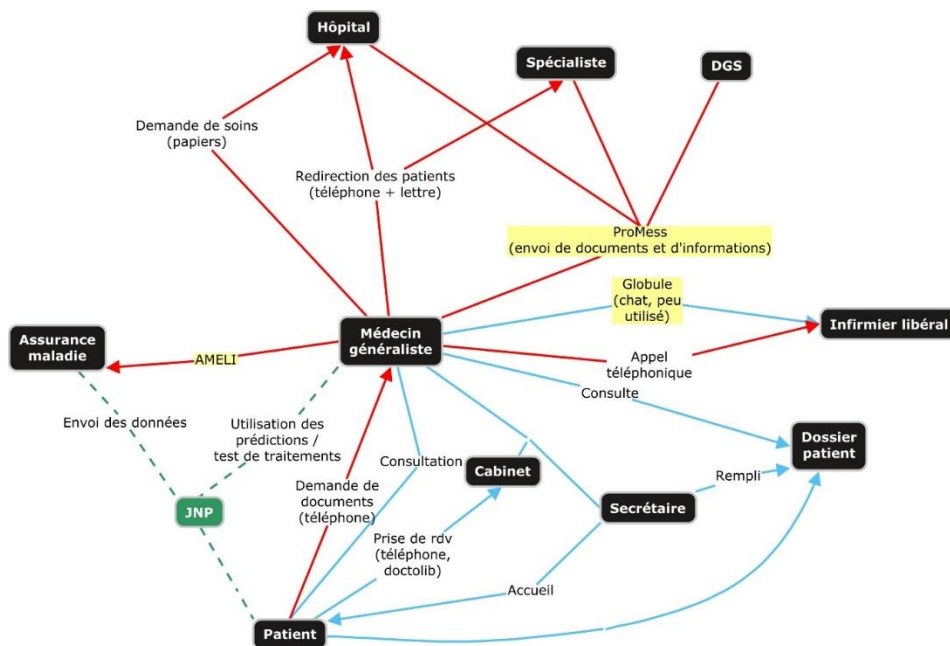 Hôpital
Spécialiste
DGS
Demande de soins
(papiers)
Redirection des patients
(téléphone + lettre)
ProMess
(envoi de documents et d'informations)
Globule
(chat, peu
utilisé)
Infirmier libéral
Assurance
maladie
AMELI
Médecin
généraliste
Appel
téléphonique
Consulte
Envoi des données
Utilisation des
prédictions /
test de traitements
Dossier
patient
Consultation
Cabinet
Rempli
Demande de
documents
(téléphone)
Secrétaire
JNP
Prise de rdv
(téléphone,
doctolib)
Accueil
Patient